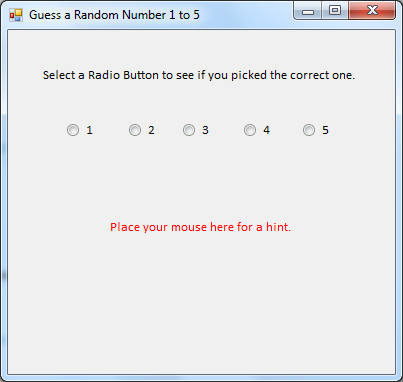 Guess a Random Number 1 to 5
Select a Radio Button to see if you picked the correct one.
1 2 3 4 5
Place your mouse here for a hint.